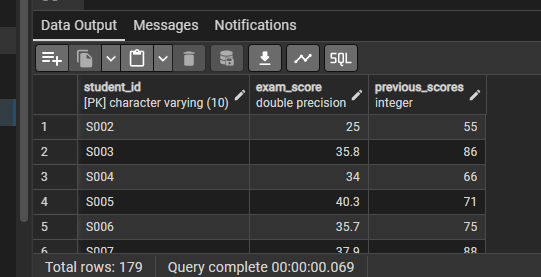 Data Output Messages Notifications
SQL
student_id exam_score previous_scores
[PK] character varying (10) double precision integer
1 S002 25 55
2 S003 35.8 86
3 S004 34 66
4 S005 40.3 71
5 S006 35.7 75
6 S007 37.9 88
Total rows: 179 Query complete 00:00:00.069